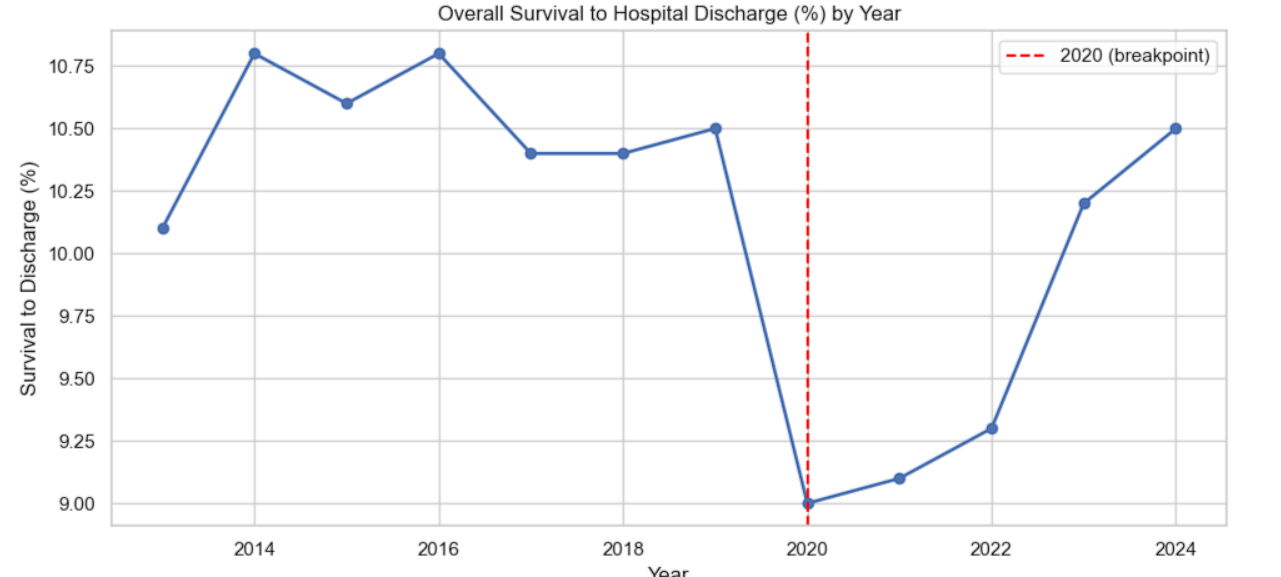 Overall Survival to Hospital Discharge (%) by Year
2020 (breakpoint)
Survival to Discharge (%)
10.75
10.50
10.25
10.00
9.75
9.50
9.25
9.00
2014 2016 2018 2020 2022 2024
Year